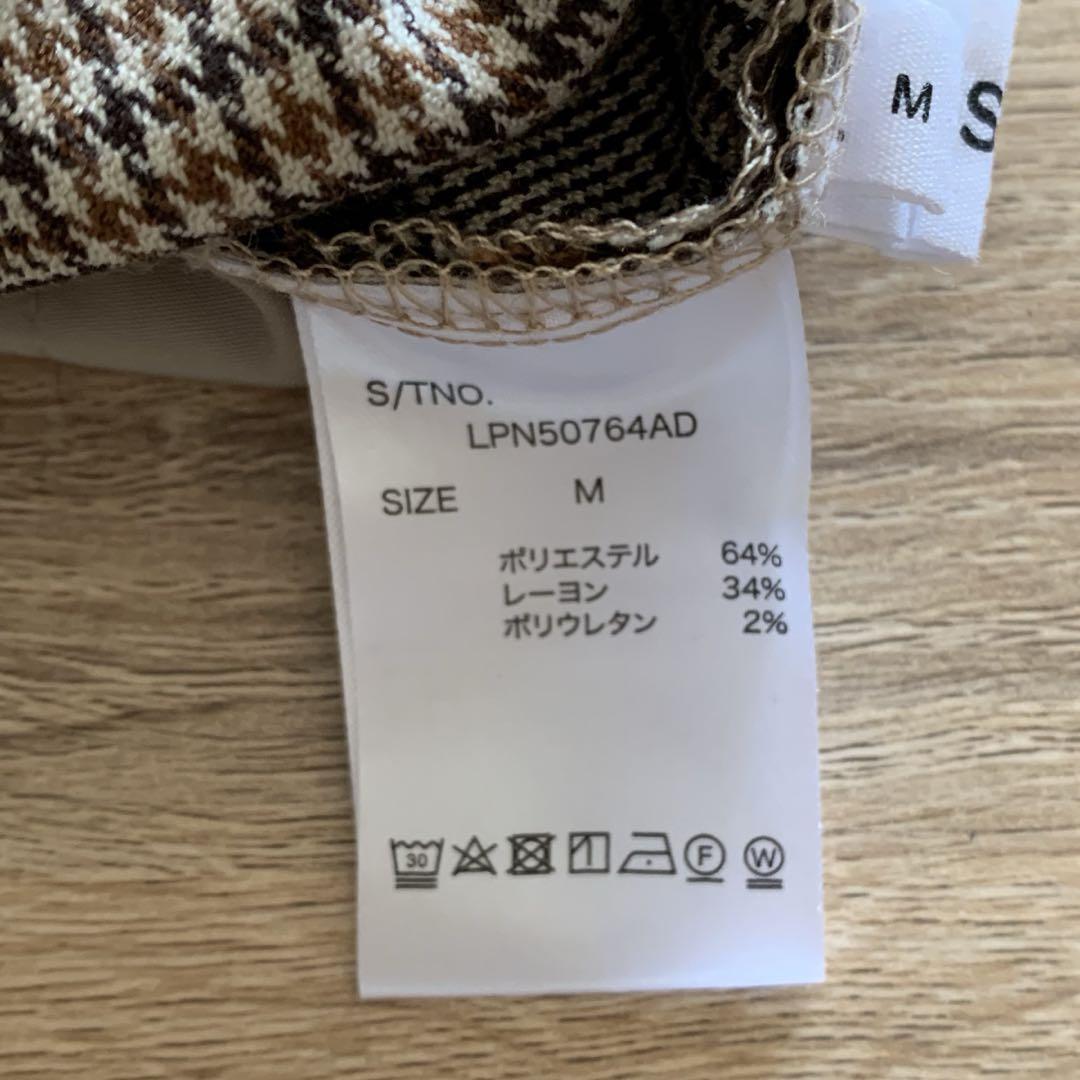 M S
S/TNO.
LPN50764AD
SIZE M
ポリエステル 64%
レーヨン 34%
ポリウレタン 2%
30 F W